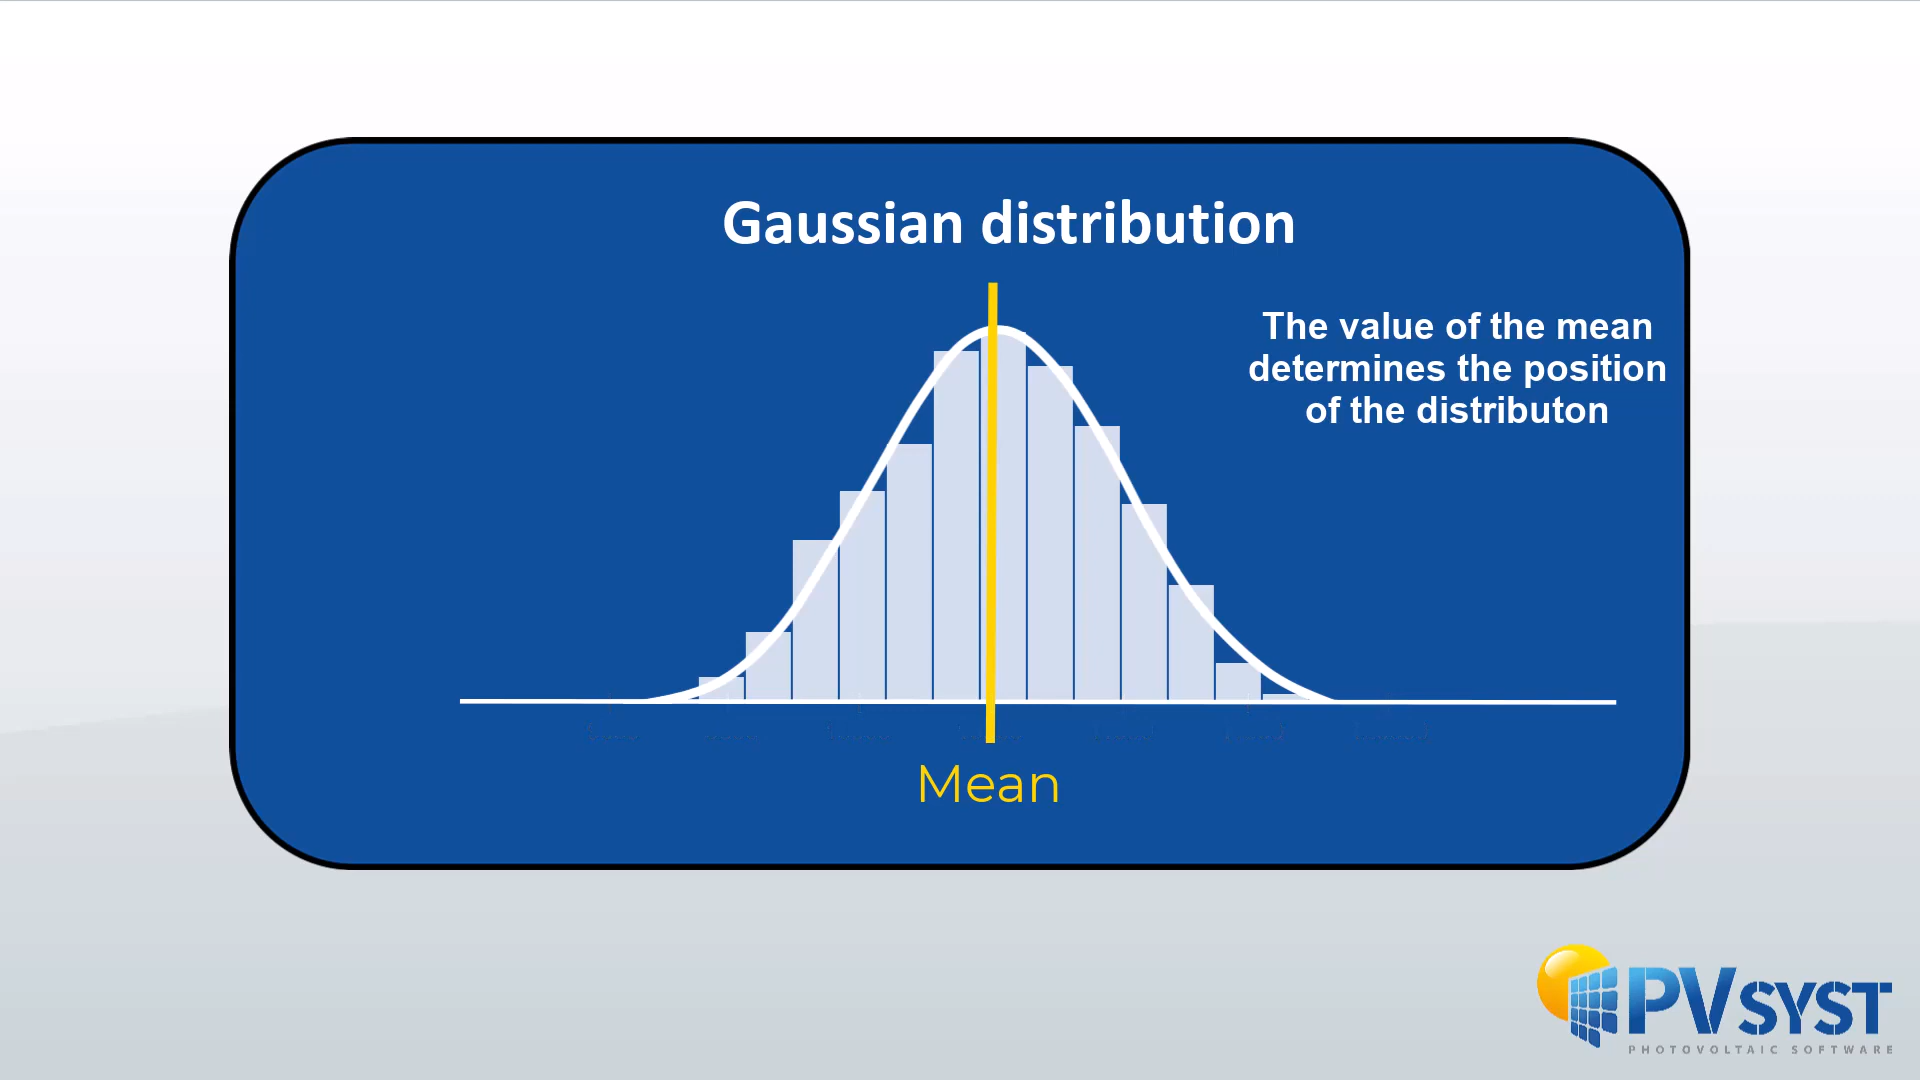 Gaussian distribution
The value of the mean
determines the position
of the distributon
Mean
PVSYST
PHOTOVOLTAIC SOFTWARE